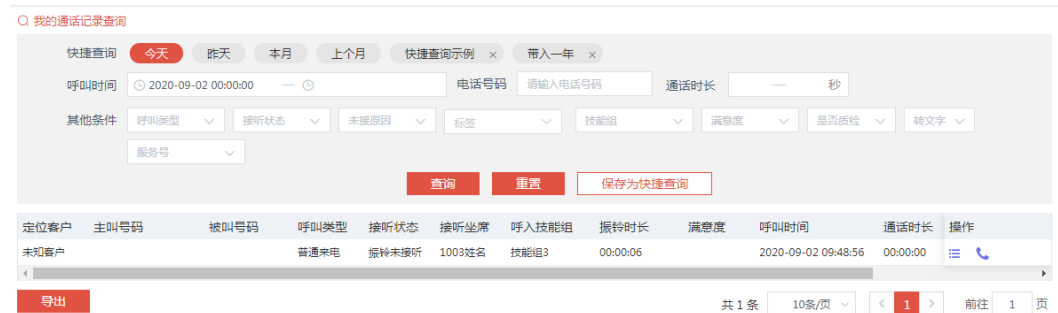 我的通话记录查询
快捷查询 今天 昨天 本月 上个月 快捷查询示例 × 带入一年 ×
呼叫时间 2020-09-02 00:00:00 — 电话号码 请输入电话号码 通话时长 — 秒
其他条件 呼叫类型 接听状态 未接原因 标签 技能组 满意度 是否质检 转文字
服务号
查询 重置 保存为快捷查询
定位客户 主叫号码 被叫号码 呼叫类型 接听状态 接听坐席 呼入技能组 振铃时长 满意度 呼叫时间 通话时长 操作
未知客户 普通来电 振铃未接听 1003姓名 技能组3 00:00:06 2020-09-02 09:48:56 00:00:00
导出 共 1 条 10条/页 < 1 > 前往 1 页